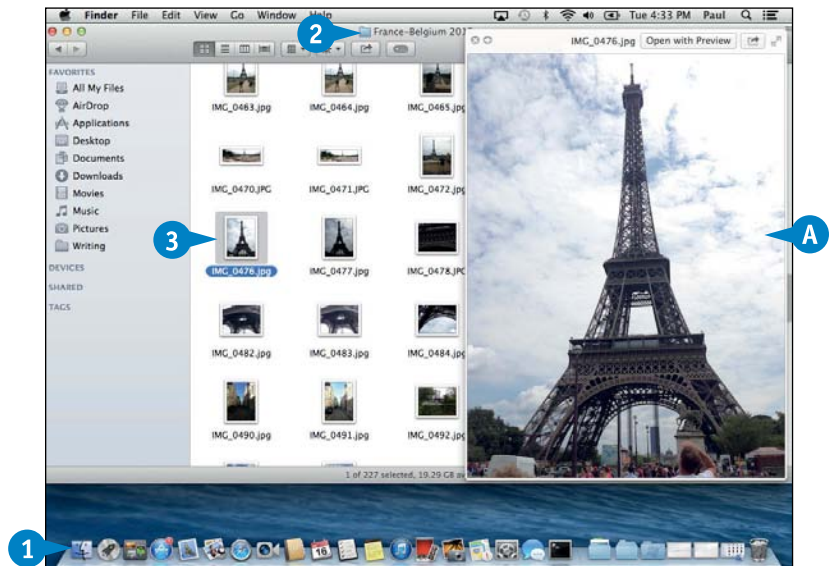 Finder File Edit View Go Window Help Tue 4:33 PM Paul
2
France-Belgium
IMG_0476.jpg Open with Preview
FAVORITES
All My Files
AirDrop
Applications
Desktop
Documents
Downloads
Movies
Music
Pictures
Writing
DEVICES
SHARED
TAGS
IMG_0463.jpg IMG_0464.jpg IMG_0465.jpg
IMG_0470.JPG IMG_0471.JPG IMG_0472.jpg
3
IMG_0476.jpg IMG_0477.jpg IMG_0478.JPG
IMG_0482.jpg IMG_0483.jpg IMG_0484.jpg
IMG_0490.jpg IMG_0491.jpg IMG_0492.jpg
1 of 227 selected, 19.29 GB
A
1
16